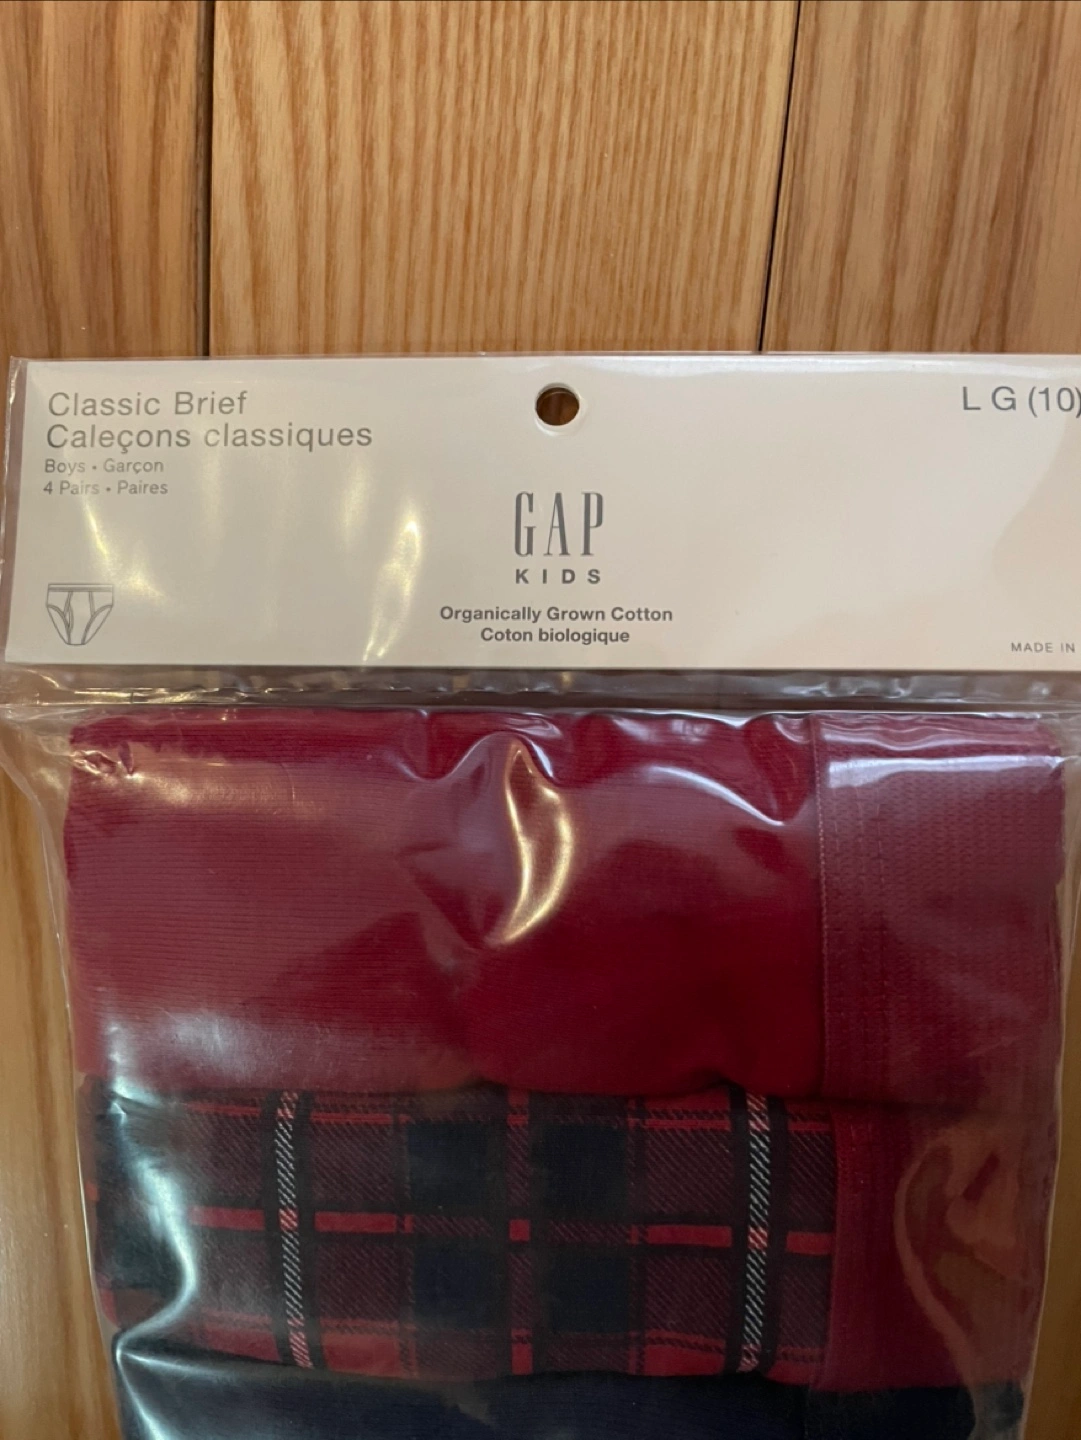 Classic Brief
Caleçons classiques
Boys • Garçon
4 Pairs • Paires
L G (10)
GAP
KIDS
Organically Grown Cotton
Coton biologique
MADE IN